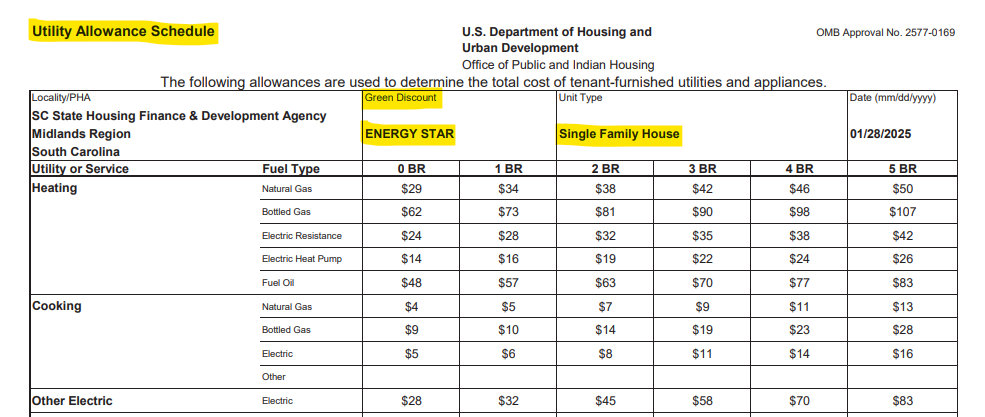 Utility Allowance Schedule
U.S. Department of Housing and
Urban Development
Office of Public and Indian Housing
OMB Approval No. 2577-0169
The following allowances are used to determine the total cost of tenant-furnished utilities and appliances.
Locality/PHA Green Discount Unit Type Date (mm/dd/yyyy)
SC State Housing Finance & Development Agency
Midlands Region ENERGY STAR Single Family House 01/28/2025
South Carolina
Utility or Service Fuel Type 0 BR 1 BR 2 BR 3 BR 4 BR 5 BR
Heating Natural Gas $29 $34 $38 $42 $46 $50
Bottled Gas $62 $73 $81 $90 $98 $107
Electric Resistance $24 $28 $32 $35 $38 $42
Electric Heat Pump $14 $16 $19 $22 $24 $26
Fuel Oil $48 $57 $63 $70 $77 $83
Cooking Natural Gas $4 $5 $7 $9 $11 $13
Bottled Gas $9 $10 $14 $19 $23 $28
Electric $5 $6 $8 $11 $14 $16
Other
Other Electric Electric $28 $32 $45 $58 $70 $83